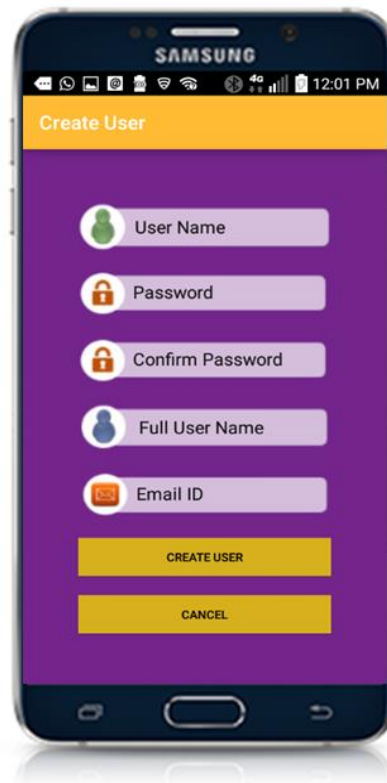 SAMSUNG
4G 12:01 PM
Create User
User Name
Password
Confirm Password
Full User Name
Email ID
CREATE USER
CANCEL